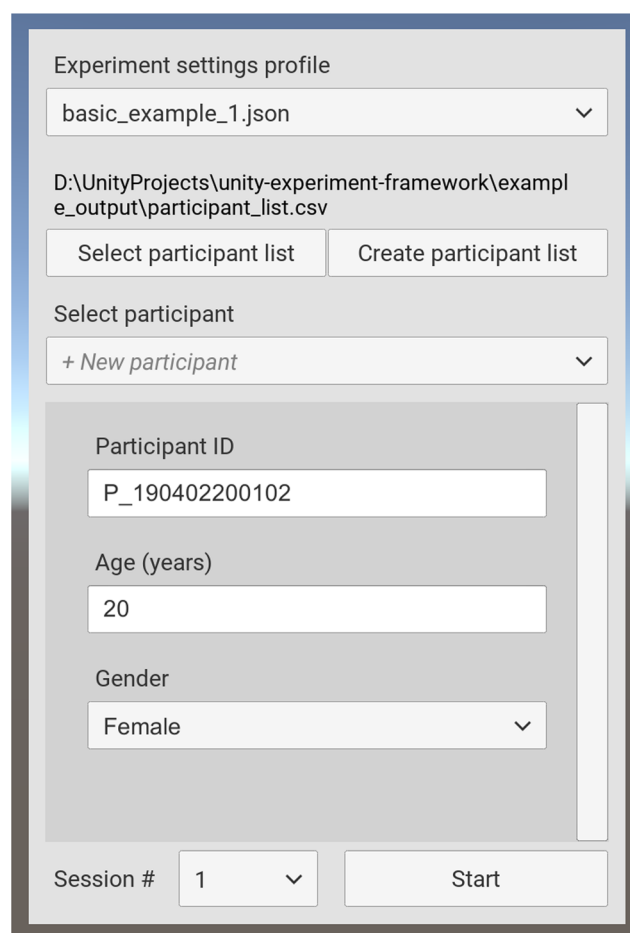 Experiment settings profile
basic_example_1.json
D:\UnityProjects\unity-experiment-framework\exampl
e_output\participant_list.csv
Select participant list
Create participant list
Select participant
+ New participant
Participant ID
P_190402200102
Age (years)
20
Gender
Female
Session #
1
Start